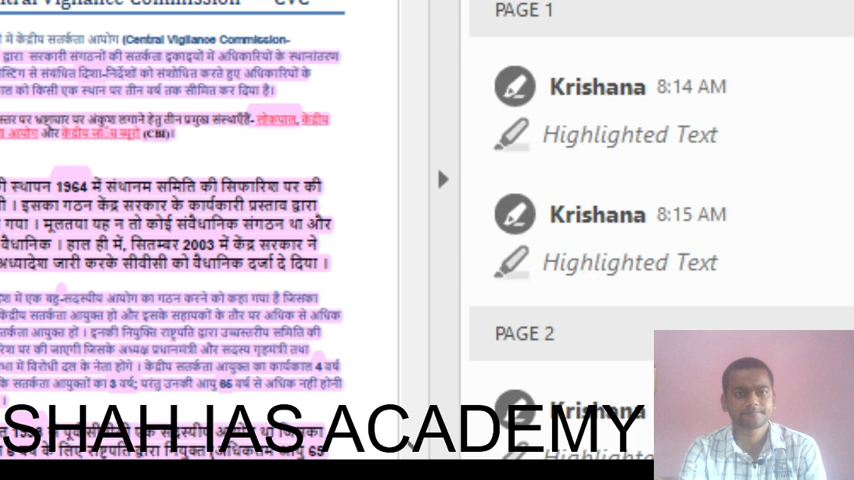 ntral Vigilance Commission CVC
में केंद्रीय सतर्कता आयोग (Central Vigilance Commission-
द्वारा सरकारी संगठनों की सतर्कता इकाइयों में अधिकारियों के स्थानांतरण
स्टिंग से संबंधित दिशा-निर्देशों को संशोधित करते हुए अधिकारियों के
ाल को किसी एक स्थान पर तीन वर्ष तक सीमित कर दिया है।
स्तर पर भ्रष्टाचार पर अंकुश लगाने हेतु तीन प्रमुख संस्थाएँहैं- लोकपाल, केंद्रीय
आयोग और केन्द्रीय जाँच ब्यूरो (CBI)।
की स्थापन 1964 में संथानम समिति की सिफारिश पर की
ी । इसका गठन केंद्र सरकार के कार्यकारी प्रस्ताव द्वारा
गया । मूलतया यह न तो कोई संवैधानिक संगठन था और
वैधानिक । हाल ही में, सितम्बर 2003 में केंद्र सरकार ने
अध्यादेश जारी करके सीवीसी को वैधानिक दर्जा दे दिया ।
ेश में एक बहु-सदस्यीय आयोग का गठन करने को कहा गया है जिसका
केंद्रीय सतर्कता आयुक्त हो और इसके सहायकों के तौर पर अधिक से अधिक
तर्कता आयुक्त हों । इनकी नियुक्ति राष्ट्रपति द्वारा उच्चस्तरीय समिति की
रिश पर की जाएगी जिसके अध्यक्ष प्रधानमंत्री और सदस्य गृहमंत्री तथा
भा में विरोधी दल के नेता होंगे । केंद्रीय सतर्कता आयुक्त का कार्यकाल 4 वर्ष
कि सतर्कता आयुक्तों का 3 वर्ष; परंतु उनकी आयु 65 वर्ष से अधिक नहीं होनी
।
PAGE 1
Krishana 8:14 AM
Highlighted Text
Krishana 8:15 AM
Highlighted Text
PAGE 2
Krishana
Highlighte
SHAH IAS ACADEMY